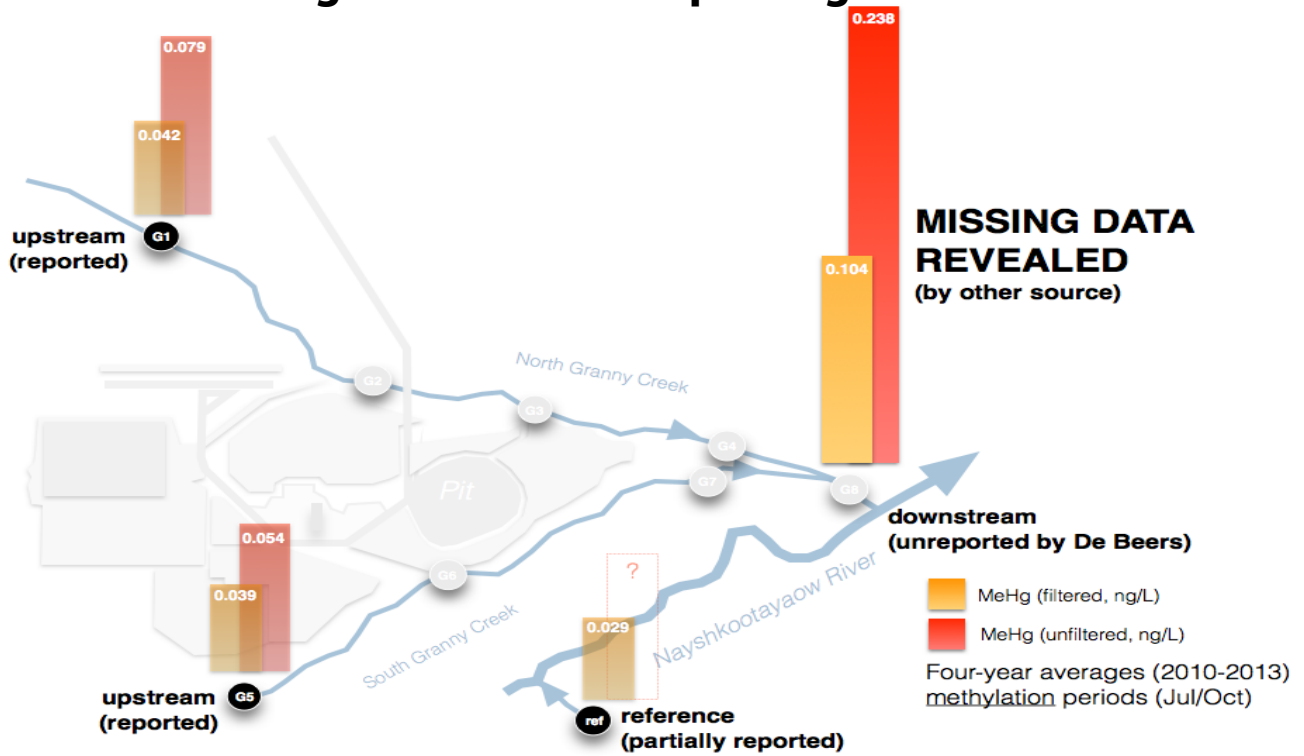 0.238
0.079
0.042
upstream
(reported)
G1
MISSING DATA
REVEALED
(by other source)
0.104
G2
North Granny Creek
G3
G4
G7
G8
Pit
downstream
(unreported by De Beers)
0.054
0.039
G6
?
0.029
South Granny Creek
Nayshkootayaow River
MeHg (filtered, ng/L)
MeHg (unfiltered, ng/L)
Four-year averages (2010-2013)
methylation periods (Jul/Oct)
upstream
(reported)
G5
ref
reference
(partially reported)